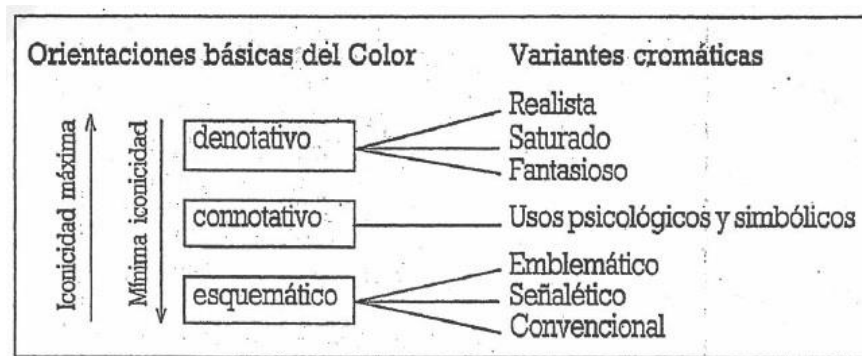 Orientaciones básicas del Color
Variantes cromáticas
Iconicidad máxima
Mínima iconicidad
denotativo
Realista
Saturado
Fantasioso
connotativo
Usos psicológicos y simbólicos
esquemático
Emblemático
Señalético
Convencional